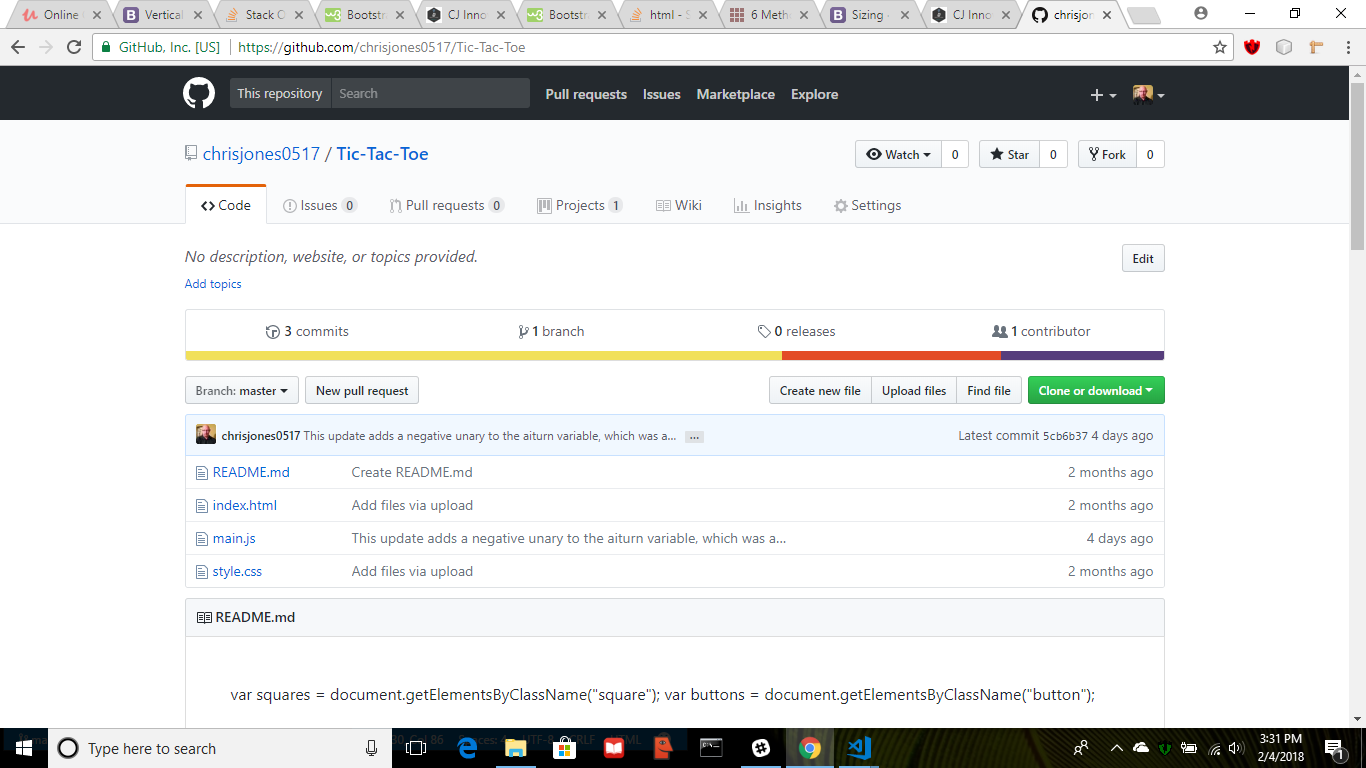 Online
Vertical
Stack O
Bootstr
CJ Inno
Bootstr
html - S
6 Meth
Sizing
CJ Inno
chrisjon
GitHub, Inc. [US] https://github.com/chrisjones0517/Tic-Tac-Toe
This repository Search Pull requests Issues Marketplace Explore
chrisjones0517 / Tic-Tac-Toe Watch 0 Star 0 Fork 0
Code Issues 0 Pull requests 0 Projects 1 Wiki Insights Settings
No description, website, or topics provided. Edit
Add topics
3 commits 1 branch 0 releases 1 contributor
Branch: master New pull request Create new file Upload files Find file Clone or download
chrisjones0517 This update adds a negative unary to the aiturn variable, which was a... … Latest commit 5cb6b37 4 days ago
README.md Create README.md 2 months ago
index.html Add files via upload 2 months ago
main.js This update adds a negative unary to the aiturn variable, which was a... 4 days ago
style.css Add files via upload 2 months ago
README.md
var squares = document.getElementsByClassName("square"); var buttons = document.getElementsByClassName("button");
Type here to search
3:31 PM
2/4/2018
1